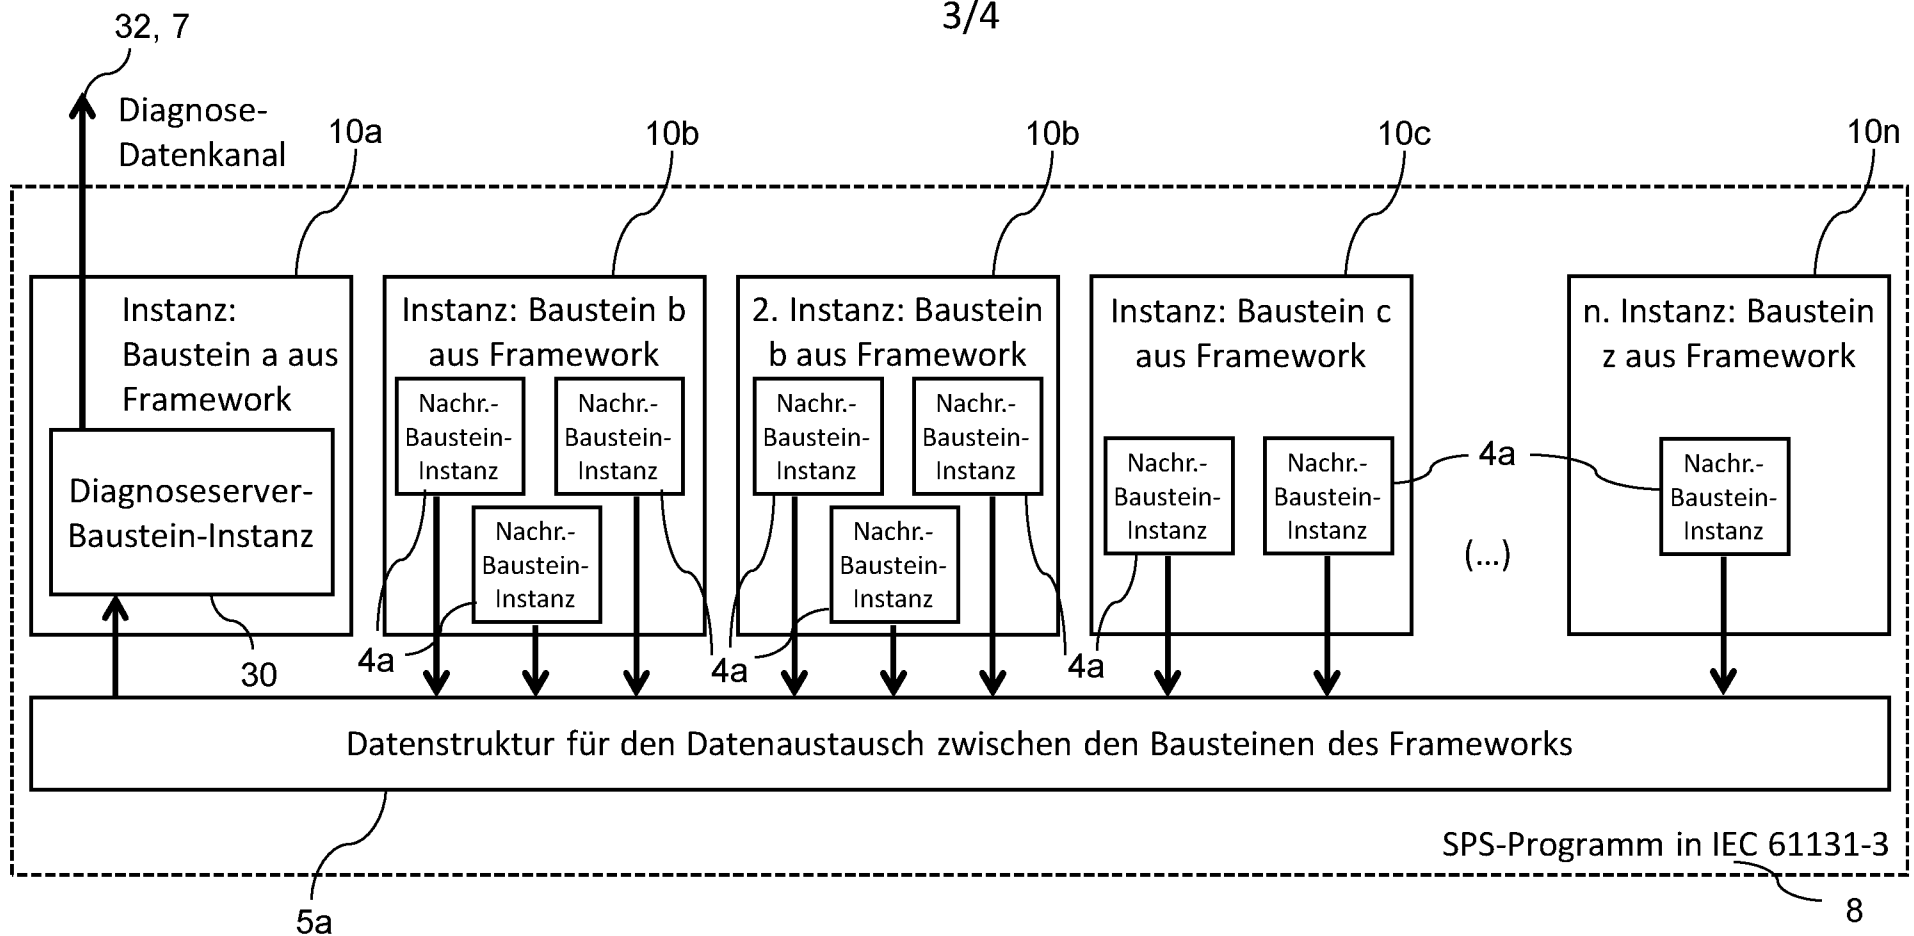 3/4
32, 7
Diagnose-
Datenkanal
10a
10b
10b
10c
10n
Instanz:
Baustein a aus
Framework
Diagnoseserver-
Baustein-Instanz
30
Instanz: Baustein b
aus Framework
Nachr.-
Baustein-
Instanz
Nachr.-
Baustein-
Instanz
Nachr.-
Baustein-
Instanz
4a
2. Instanz: Baustein
b aus Framework
Nachr.-
Baustein-
Instanz
Nachr.-
Baustein-
Instanz
Nachr.-
Baustein-
Instanz
4a
Instanz: Baustein c
aus Framework
Nachr.-
Baustein-
Instanz
Nachr.-
Baustein-
Instanz
4a
4a
(...)
n. Instanz: Baustein
z aus Framework
Nachr.-
Baustein-
Instanz
Datenstruktur für den Datenaustausch zwischen den Bausteinen des Frameworks
SPS-Programm in IEC 61131-3
5a
8